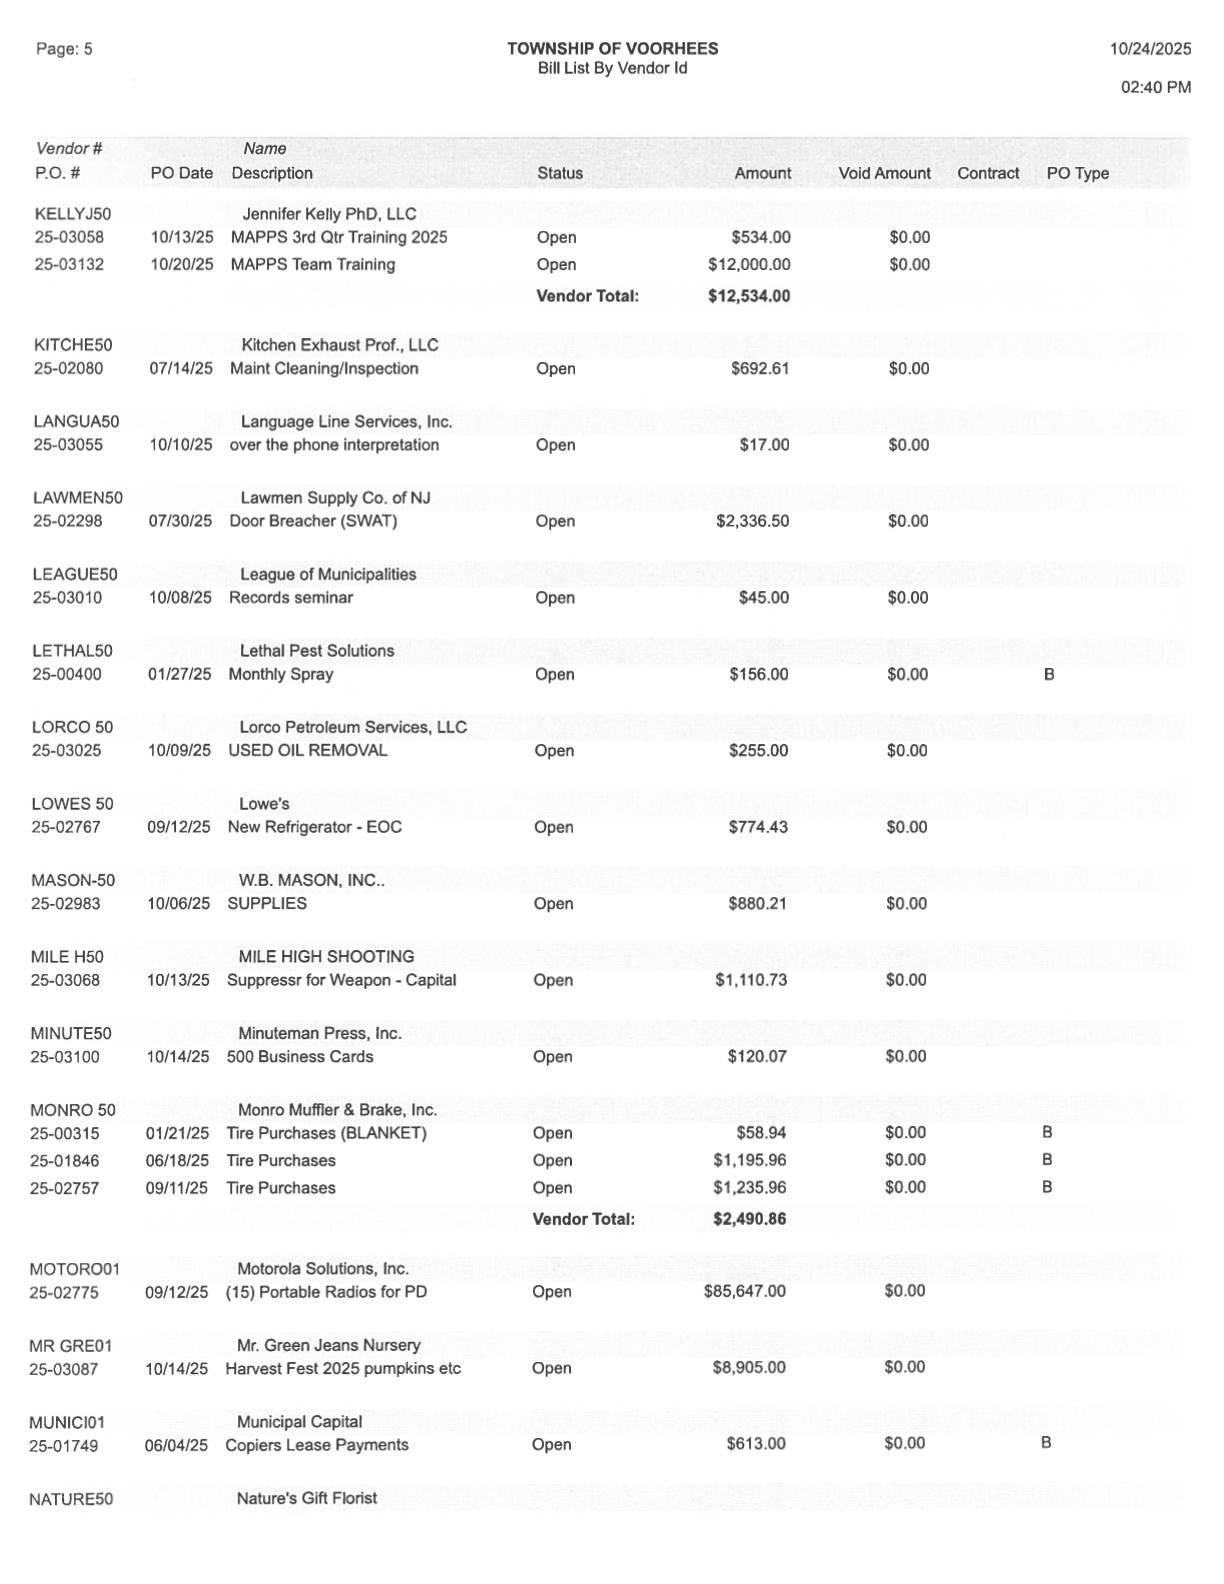 Page: 5 TOWNSHIP OF VOORHEES 10/24/2025
Bill List By Vendor Id
02:40 PM
Vendor # Name
P.O. # PO Date Description Status Amount Void Amount Contract PO Type
KELLYJ50 Jennifer Kelly PhD, LLC
25-03058 10/13/25 MAPPS 3rd Qtr Training 2025 Open $534.00 $0.00
25-03132 10/20/25 MAPPS Team Training Open $12,000.00 $0.00
Vendor Total: $12,534.00
KITCHE50 Kitchen Exhaust Prof., LLC
25-02080 07/14/25 Maint Cleaning/Inspection Open $692.61 $0.00
LANGUA50 Language Line Services, Inc.
25-03055 10/10/25 over the phone interpretation Open $17.00 $0.00
LAWMEN50 Lawmen Supply Co. of NJ
25-02298 07/30/25 Door Breacher (SWAT) Open $2,336.50 $0.00
LEAGUE50 League of Municipalities
25-03010 10/08/25 Records seminar Open $45.00 $0.00
LETHAL50 Lethal Pest Solutions
25-00400 01/27/25 Monthly Spray Open $156.00 $0.00 B
LORCO 50 Lorco Petroleum Services, LLC
25-03025 10/09/25 USED OIL REMOVAL Open $255.00 $0.00
LOWES 50 Lowe's
25-02767 09/12/25 New Refrigerator - EOC Open $774.43 $0.00
MASON-50 W.B. MASON, INC..
25-02983 10/06/25 SUPPLIES Open $880.21 $0.00
MILE H50 MILE HIGH SHOOTING
25-03068 10/13/25 Suppressr for Weapon - Capital Open $1,110.73 $0.00
MINUTE50 Minuteman Press, Inc.
25-03100 10/14/25 500 Business Cards Open $120.07 $0.00
MONRO 50 Monro Muffler & Brake, Inc.
25-00315 01/21/25 Tire Purchases (BLANKET) Open $58.94 $0.00 B
25-01846 06/18/25 Tire Purchases Open $1,195.96 $0.00 B
25-02757 09/11/25 Tire Purchases Open $1,235.96 $0.00 B
Vendor Total: $2,490.86
MOTORO01 Motorola Solutions, Inc.
25-02775 09/12/25 (15) Portable Radios for PD Open $85,647.00 $0.00
MR GRE01 Mr. Green Jeans Nursery
25-03087 10/14/25 Harvest Fest 2025 pumpkins etc Open $8,905.00 $0.00
MUNICI01 Municipal Capital
25-01749 06/04/25 Copiers Lease Payments Open $613.00 $0.00 B
NATURE50 Nature's Gift Florist